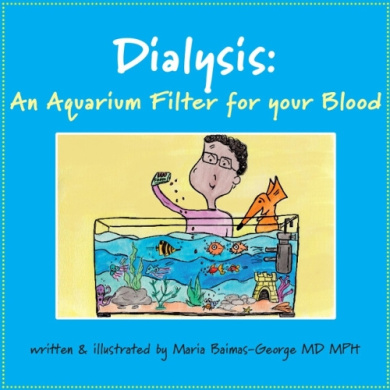 Dialysis:
An Aquarium Filter for your Blood
written & illustrated by Maria Baimas-George MD MPH